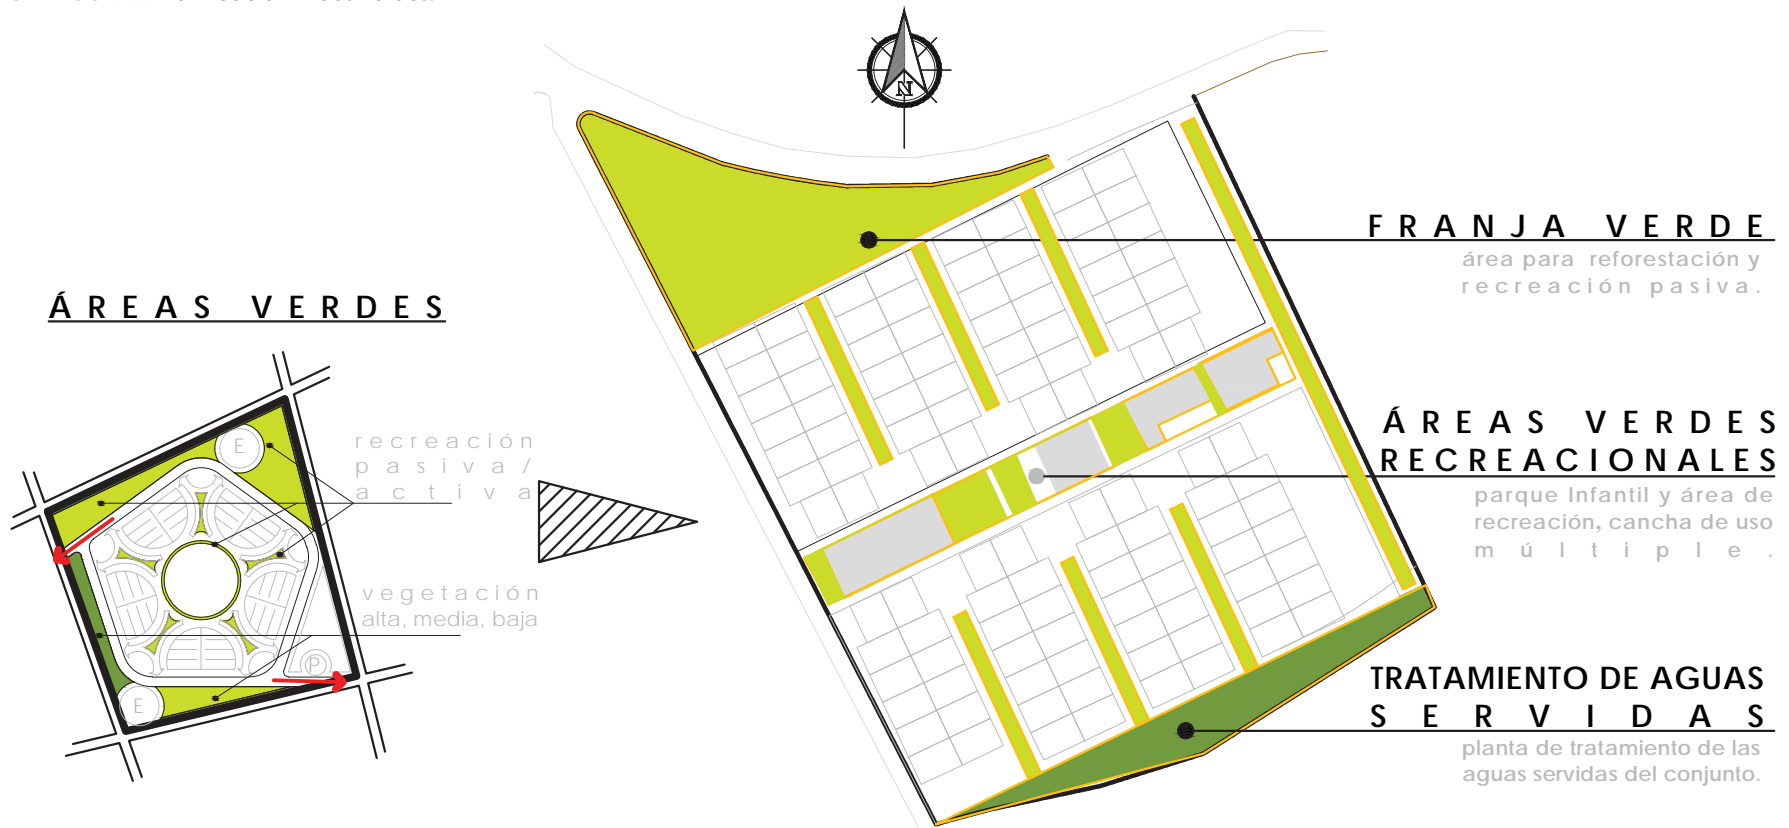 N
ÁREAS VERDES
recreación
pasiva/
activa
vegetación
alta, media, baja
E
E
P
FRANJA VERDE
área para reforestación y
recreación pasiva.
ÁREAS VERDES
RECREACIONALES
parque Infantil y área de
recreación, cancha de uso
múltiple.
TRATAMIENTO DE AGUAS
SERVIDAS
planta de tratamiento de las
aguas servidas del conjunto.